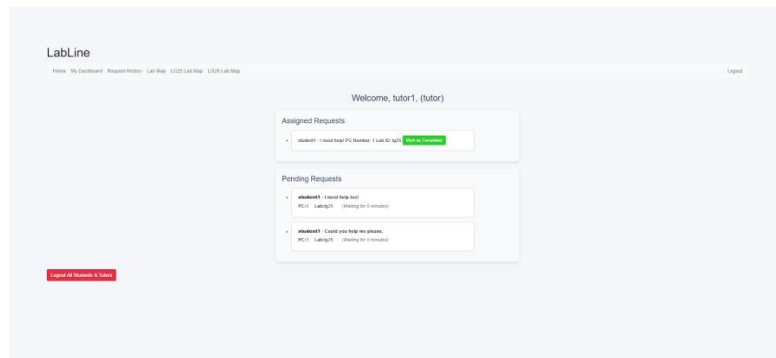 LabLine
Home My Dashboard Request History Lab Map LG25 Lab Map LG29 Lab Map Logout
Welcome, tutor1, (tutor)
Assigned Requests
student1 - I need help! PC Number: 1 Lab ID: lg25 Mark as Completed
Pending Requests
student1 - I need help too!
PC:1 Lab:lg25 (Waiting for 0 minutes)
student1 - Could you help me please.
PC:1 Lab:lg25 (Waiting for 0 minutes)
Logout All Students & Tutors